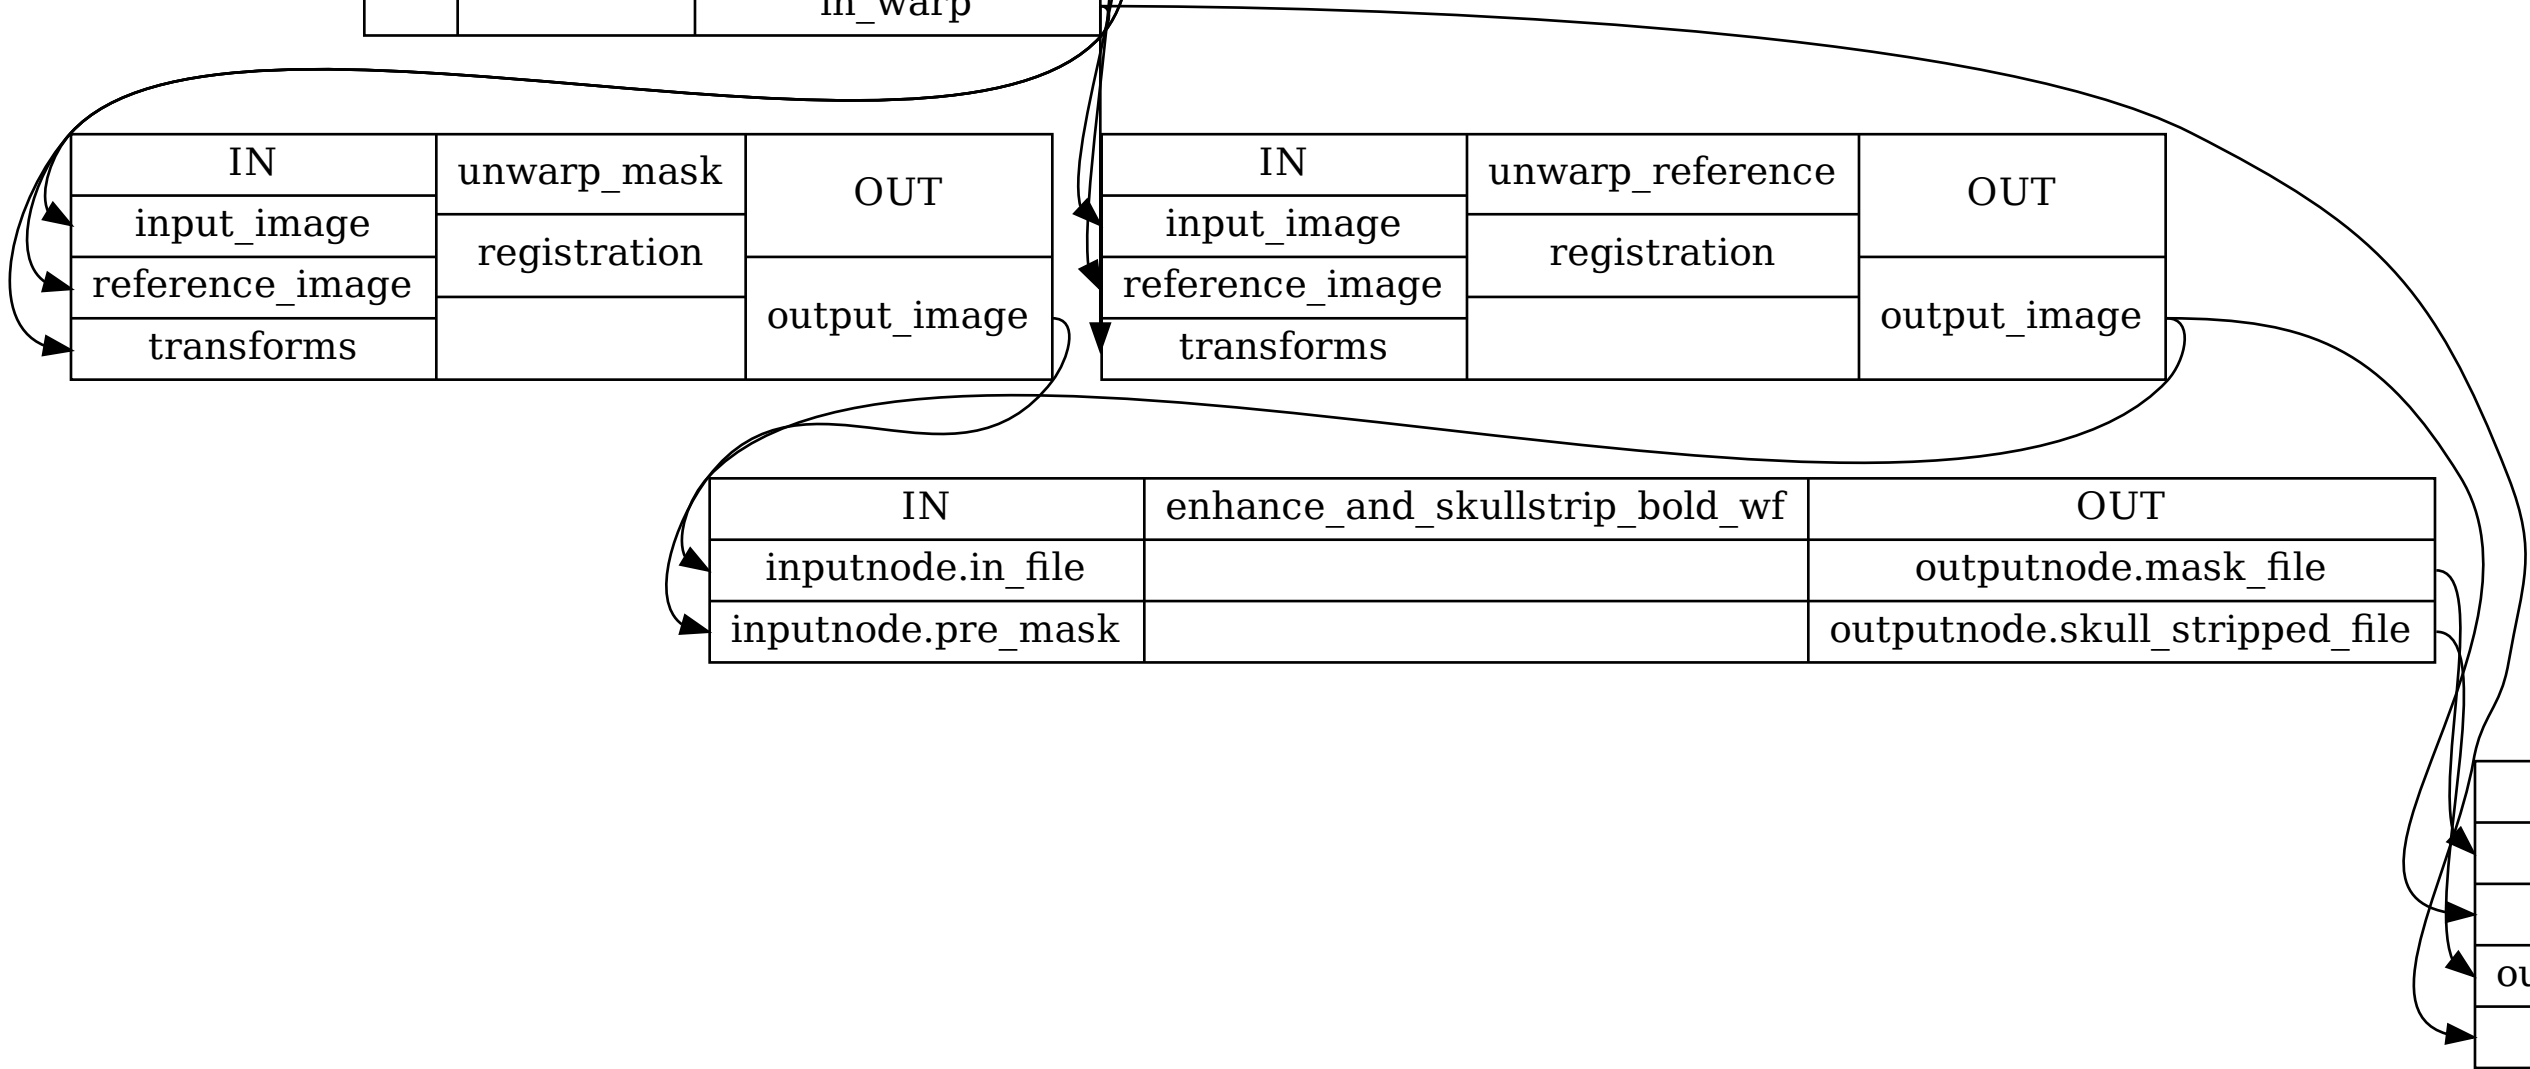 in_warp
IN
input_image
reference_image
transforms
unwarp_mask
registration
OUT
output_image
IN
input_image
reference_image
transforms
unwarp_reference
registration
OUT
output_image
IN
inputnode.in_file
inputnode.pre_mask
enhance_and_skullstrip_bold_wf
OUT
outputnode.mask_file
outputnode.skull_stripped_file